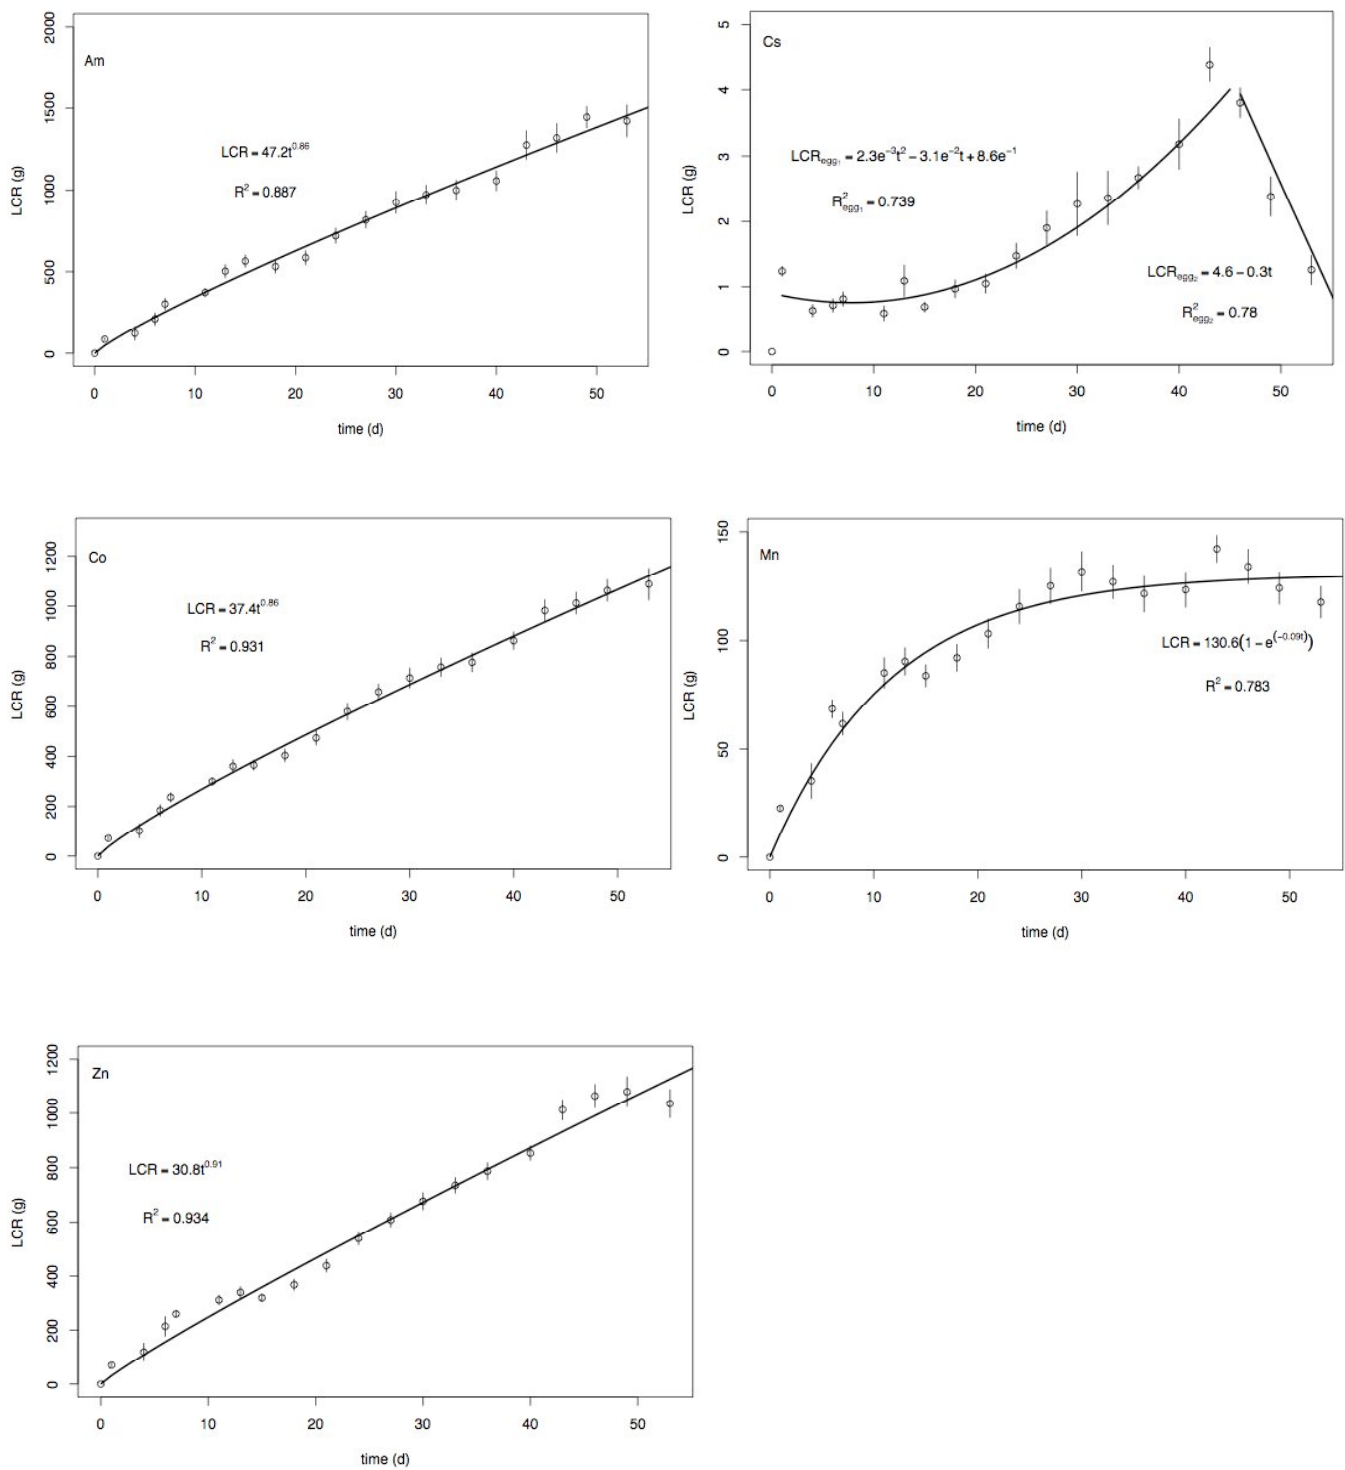 Am
LCR = 47.2t^0.86
R^2 = 0.887
LCR (g)
0
500
1000
1500
2000
0 10 20 30 40 50
time (d)
Cs
LCR_egg1 = 2.3e^-3t^2 − 3.1e^-2t + 8.6e^-1
R^2_egg1 = 0.739
LCR_egg2 = 4.6 − 0.3t
R^2_egg2 = 0.78
LCR (g)
0
1
2
3
4
5
0 10 20 30 40 50
time (d)
Co
LCR = 37.4t^0.86
R^2 = 0.931
LCR (g)
0
200
400
600
800
1000
1200
0 10 20 30 40 50
time (d)
Mn
LCR = 130.6(1 − e^(−0.09t))
R^2 = 0.783
LCR (g)
0
50
100
150
0 10 20 30 40 50
time (d)
Zn
LCR = 30.8t^0.91
R^2 = 0.934
LCR (g)
0
200
400
600
800
1000
1200
0 10 20 30 40 50
time (d)